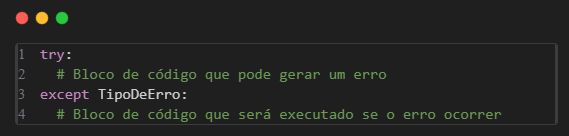 1 try:
2   # Bloco de código que pode gerar um erro
3 except TipoDeErro:
4   # Bloco de código que será executado se o erro ocorrer